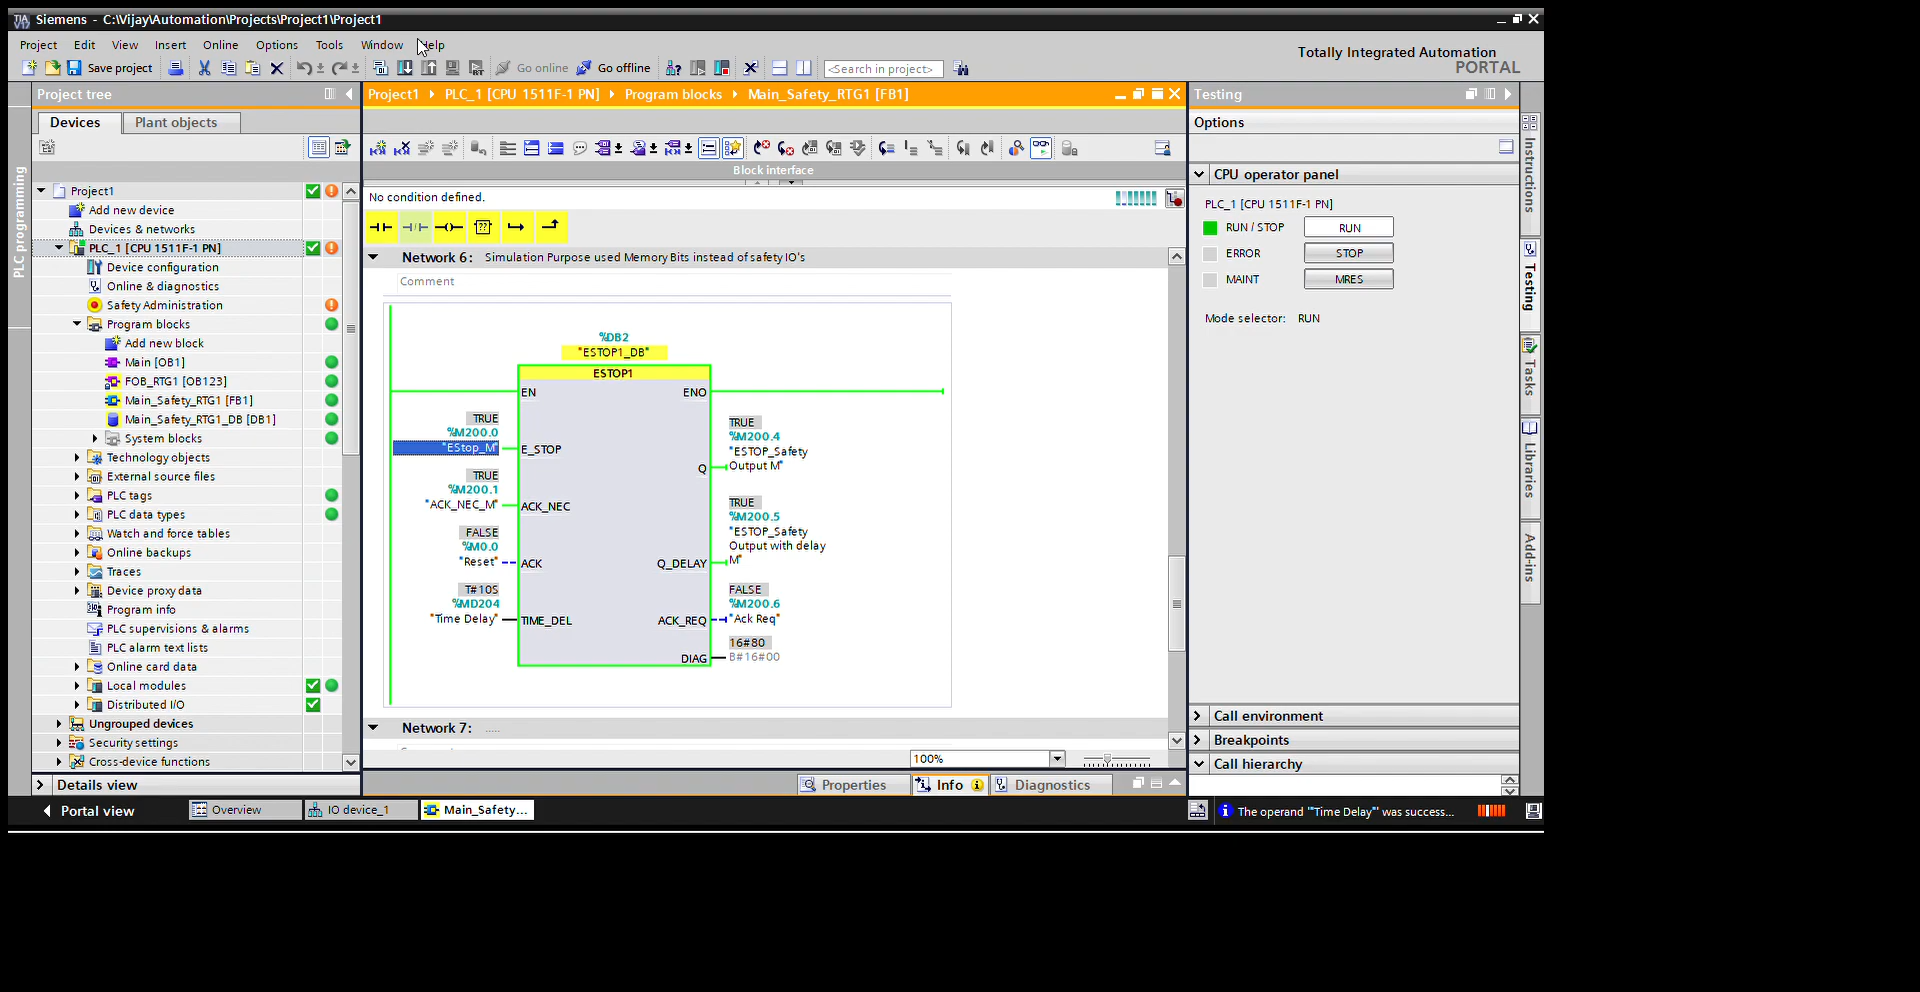 Siemens - C:\Vijay\Automation\Projects\Project1\Project1
Project Edit View Insert Online Options Tools Window Help
Totally Integrated Automation
PORTAL
Save project Go online Go offline <Search in project>
Project tree
Project1 PLC_1 [CPU 1511F-1 PN] Program blocks Main_Safety_RTG1 [FB1]
Testing
Devices Plant objects
Options
Block interface
PLC programming
No condition defined.
CPU operator panel
PLC_1 [CPU 1511F-1 PN]
RUN / STOP RUN
ERROR STOP
MAINT MRES
Mode selector: RUN
Project1
Add new device
Devices & networks
PLC_1 [CPU 1511F-1 PN]
Device configuration
Online & diagnostics
Safety Administration
Program blocks
Add new block
Main [OB1]
FOB_RTG1 [OB123]
Main_Safety_RTG1 [FB1]
Main_Safety_RTG1_DB [DB1]
System blocks
Technology objects
External source files
PLC tags
PLC data types
Watch and force tables
Online backups
Traces
Device proxy data
Program info
PLC supervisions & alarms
PLC alarm text lists
Online card data
Local modules
Distributed I/O
Ungrouped devices
Security settings
Cross-device functions
Details view
??
Network 6: Simulation Purpose used Memory Bits instead of safety IO's
Comment
%DB2
"ESTOP1_DB"
ESTOP1
EN ENO
TRUE
%M200.0
"EStop_M" E_STOP
TRUE
%M200.1
"ACK_NEC_M" ACK_NEC
FALSE
%M0.0
"Reset" ACK
T#10S
%MD204
"Time Delay" TIME_DEL
TRUE
%M200.4
"ESTOP_Safety
Q Output M"
TRUE
%M200.5
"ESTOP_Safety
Output with delay
Q_DELAY M"
FALSE
%M200.6
ACK_REQ "Ack Req"
16#80
DIAG B#16#00
Network 7: .....
100%
Properties Info Diagnostics
Call environment
Breakpoints
Call hierarchy
Instructions
Testing
Tasks
Libraries
Add-ins
Portal view Overview IO device_1 Main_Safety...
The operand '"Time Delay"' was success...